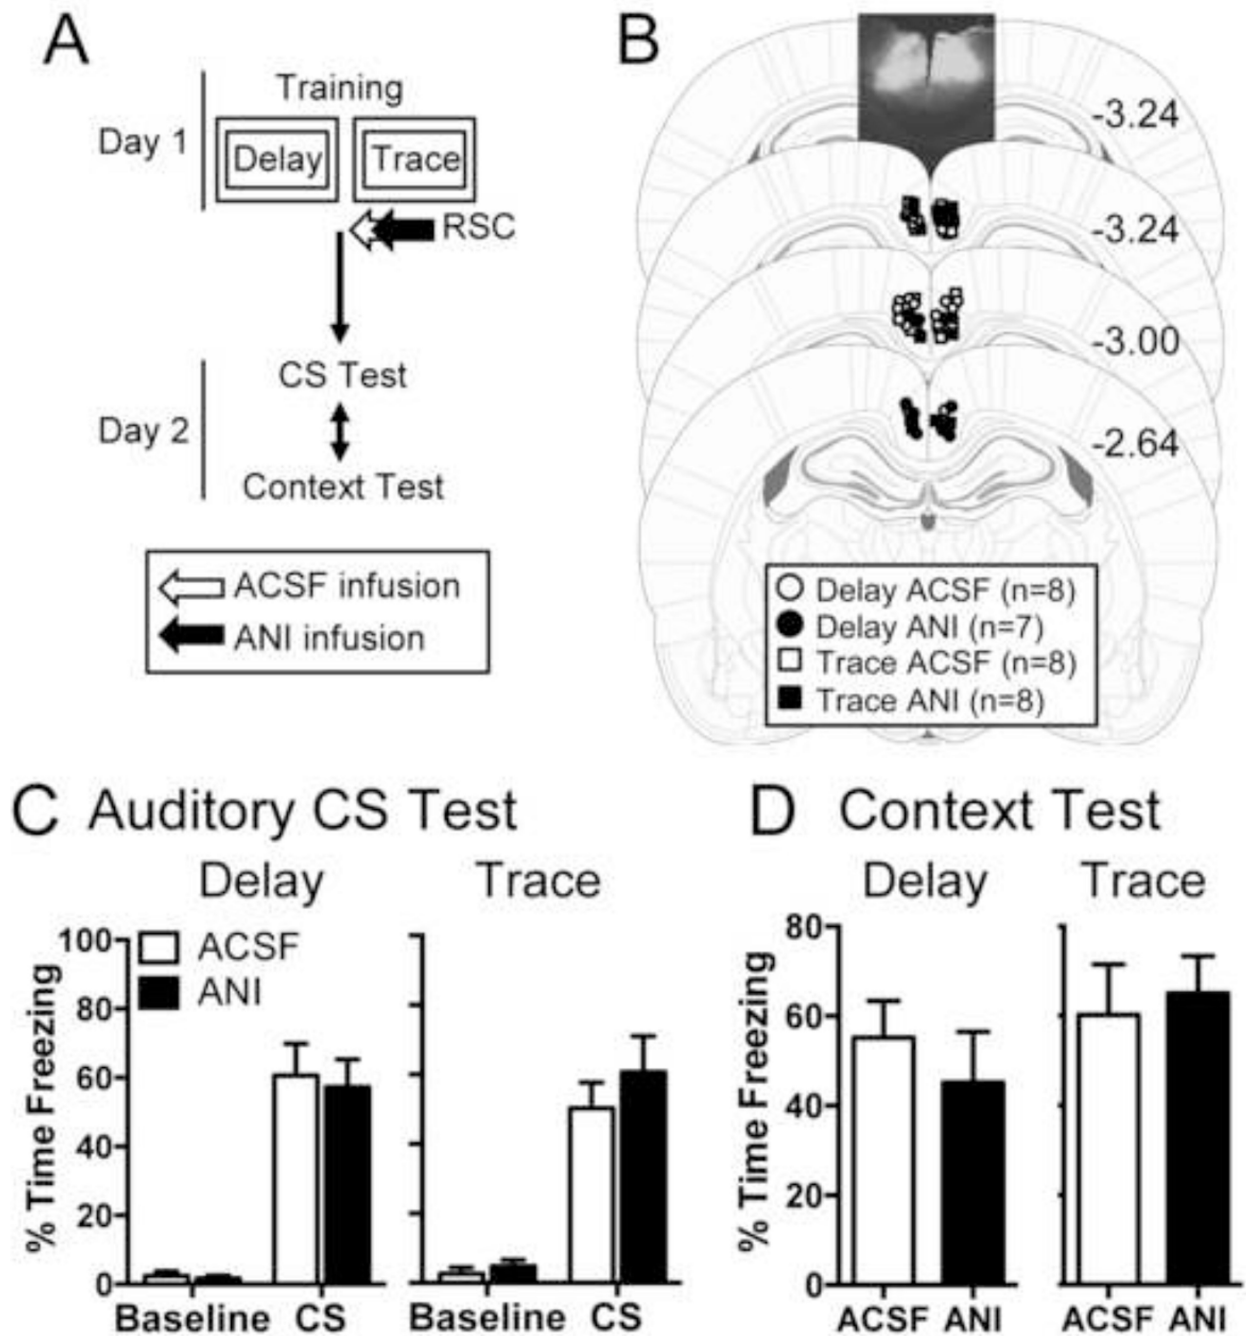 A
Training
Day 1
Delay
Trace
RSC
CS Test
Day 2
Context Test
ACSF infusion
ANI infusion
B
-3.24
-3.24
-3.00
-2.64
Delay ACSF (n=8)
Delay ANI (n=7)
Trace ACSF (n=8)
Trace ANI (n=8)
C Auditory CS Test
Delay Trace
ACSF
ANI
% Time Freezing
100
80
60
40
20
0
Baseline CS Baseline CS
D Context Test
Delay Trace
% Time Freezing
80
60
40
20
0
ACSF ANI ACSF ANI